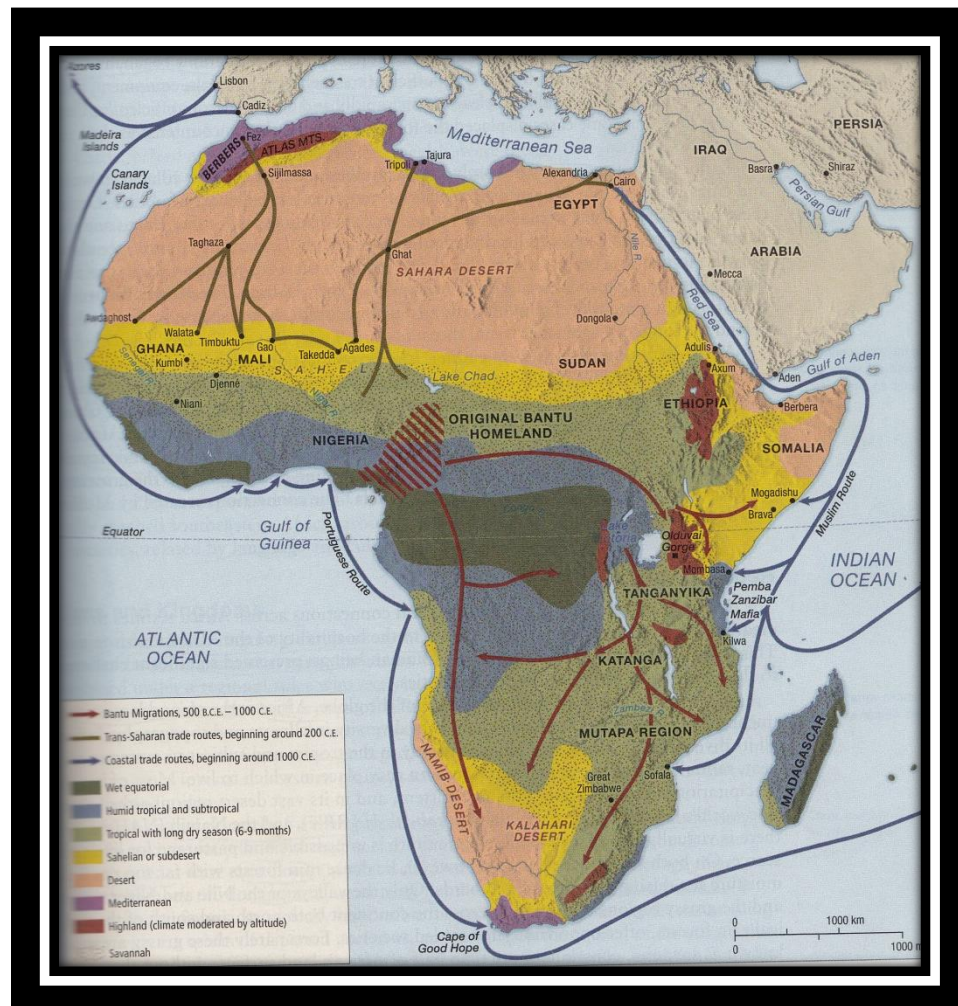 Azores
Lisbon
Cadiz
Madeira
Islands
Canary
Islands
BERBERS
Fez
ATLAS MTS.
Sijilmassa
Tripoli
Tajura
Mediterranean Sea
Alexandria
Cairo
EGYPT
Nile R.
IRAQ
Basra
PERSIA
Shiraz
Persian Gulf
ARABIA
Mecca
Red Sea
Taghaza
Ghat
SAHARA DESERT
Dongola
Awdaghost
Walata
Timbuktu
Gao
Takedda
Agades
GHANA
Kumbi
MALI
SAHEL
Senegal R.
Djenné
Niani
Niger R.
Lake Chad
SUDAN
Adulis
Axum
Gulf of Aden
Aden
Berbera
ETHIOPIA
SOMALIA
NIGERIA
ORIGINAL BANTU
HOMELAND
Mogadishu
Brava
Muslim Route
Equator
Gulf of
Guinea
Portuguese Route
Lake
Victoria
Olduvai
Gorge
Mombasa
INDIAN
OCEAN
Pemba
Zanzibar
Mafia
TANGANYIKA
Kilwa
ATLANTIC
OCEAN
KATANGA
Zambezi R.
MUTAPA REGION
Great
Zimbabwe
Sofala
MADAGASCAR
NAMIB DESERT
KALAHARI
DESERT
Cape of
Good Hope
Bantu Migrations, 500 B.C.E. – 1000 C.E.
Trans-Saharan trade routes, beginning around 200 C.E.
Coastal trade routes, beginning around 1000 C.E.
Wet equatorial
Humid tropical and subtropical
Tropical with long dry season (6-9 months)
Sahelian or subdesert
Desert
Mediterranean
Highland (climate moderated by altitude)
Savannah
0
1000 km
0
1000 m